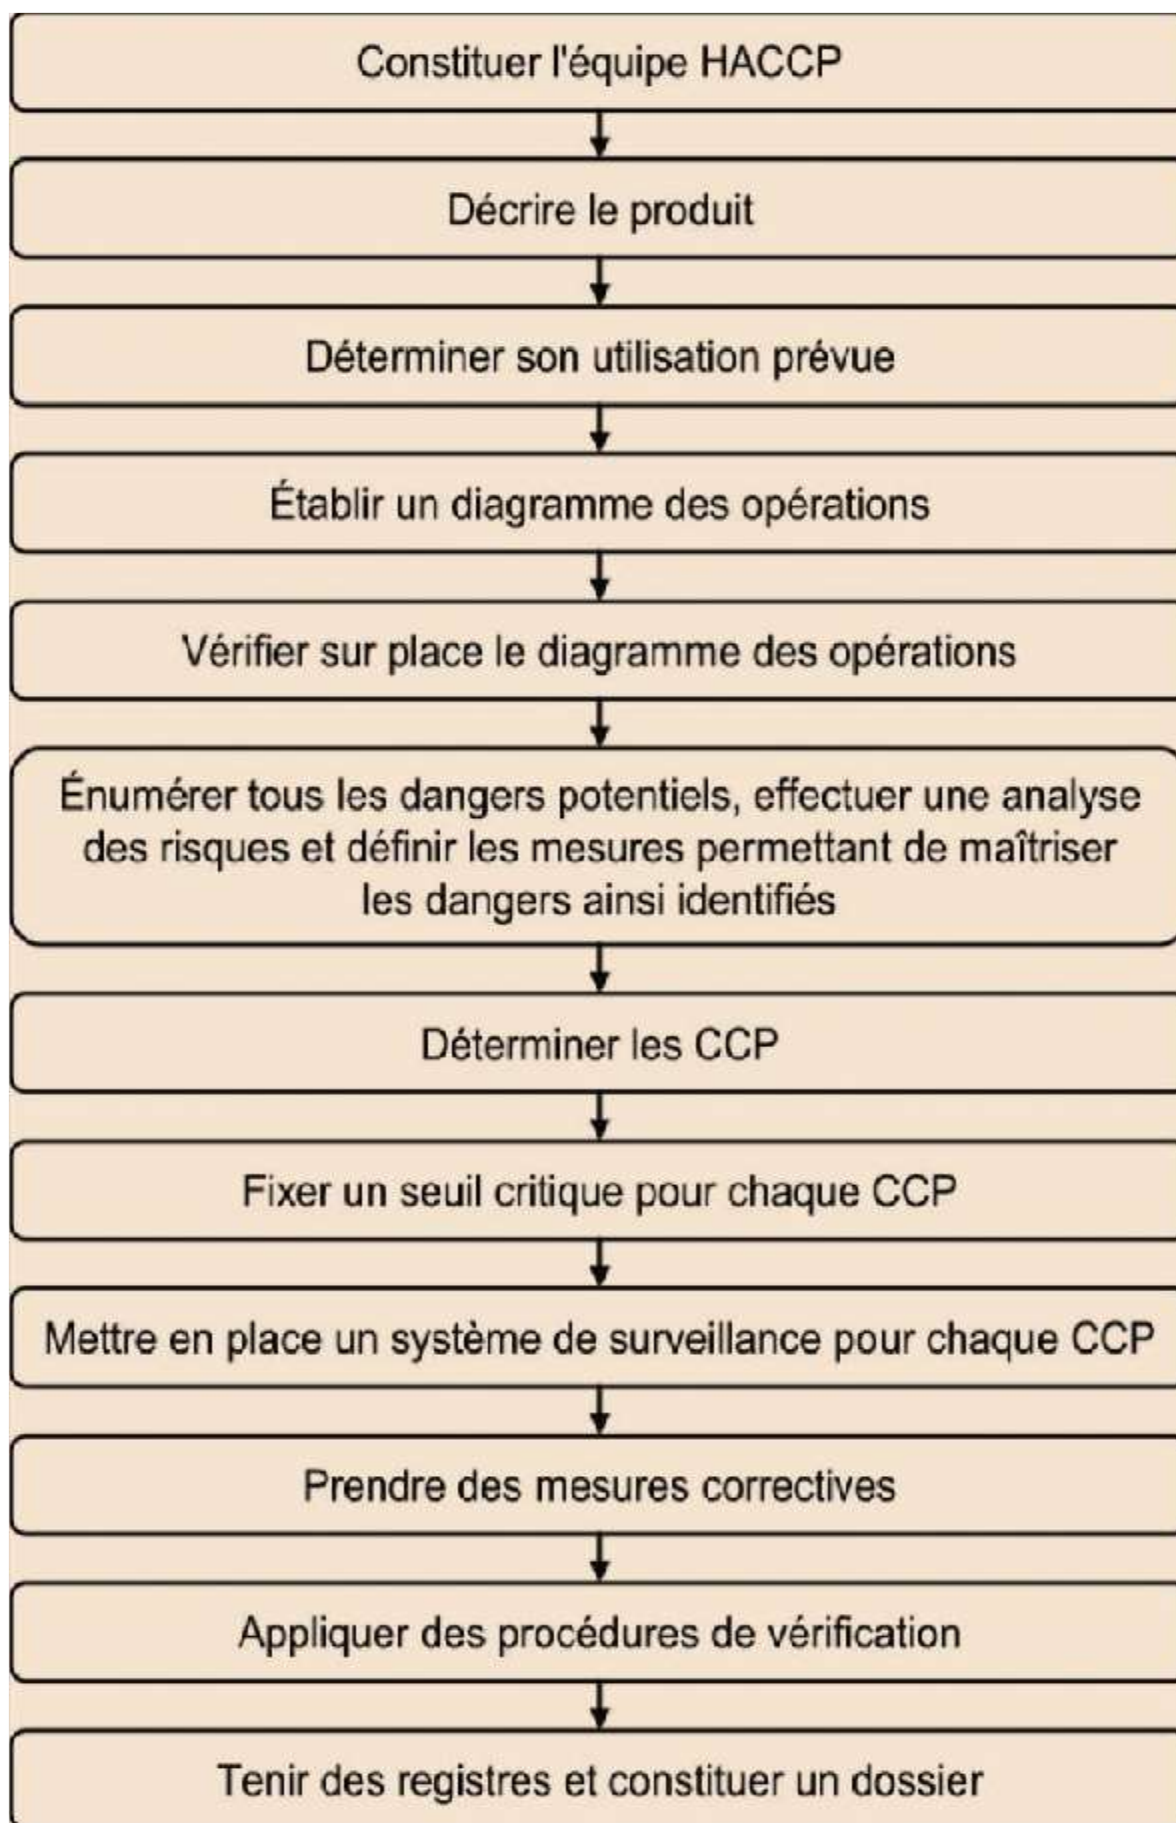 Constituer l'équipe HACCP
Décrire le produit
Déterminer son utilisation prévue
Établir un diagramme des opérations
Vérifier sur place le diagramme des opérations
Énumérer tous les dangers potentiels, effectuer une analyse
des risques et définir les mesures permettant de maîtriser
les dangers ainsi identifiés
Déterminer les CCP
Fixer un seuil critique pour chaque CCP
Mettre en place un système de surveillance pour chaque CCP
Prendre des mesures correctives
Appliquer des procédures de vérification
Tenir des registres et constituer un dossier